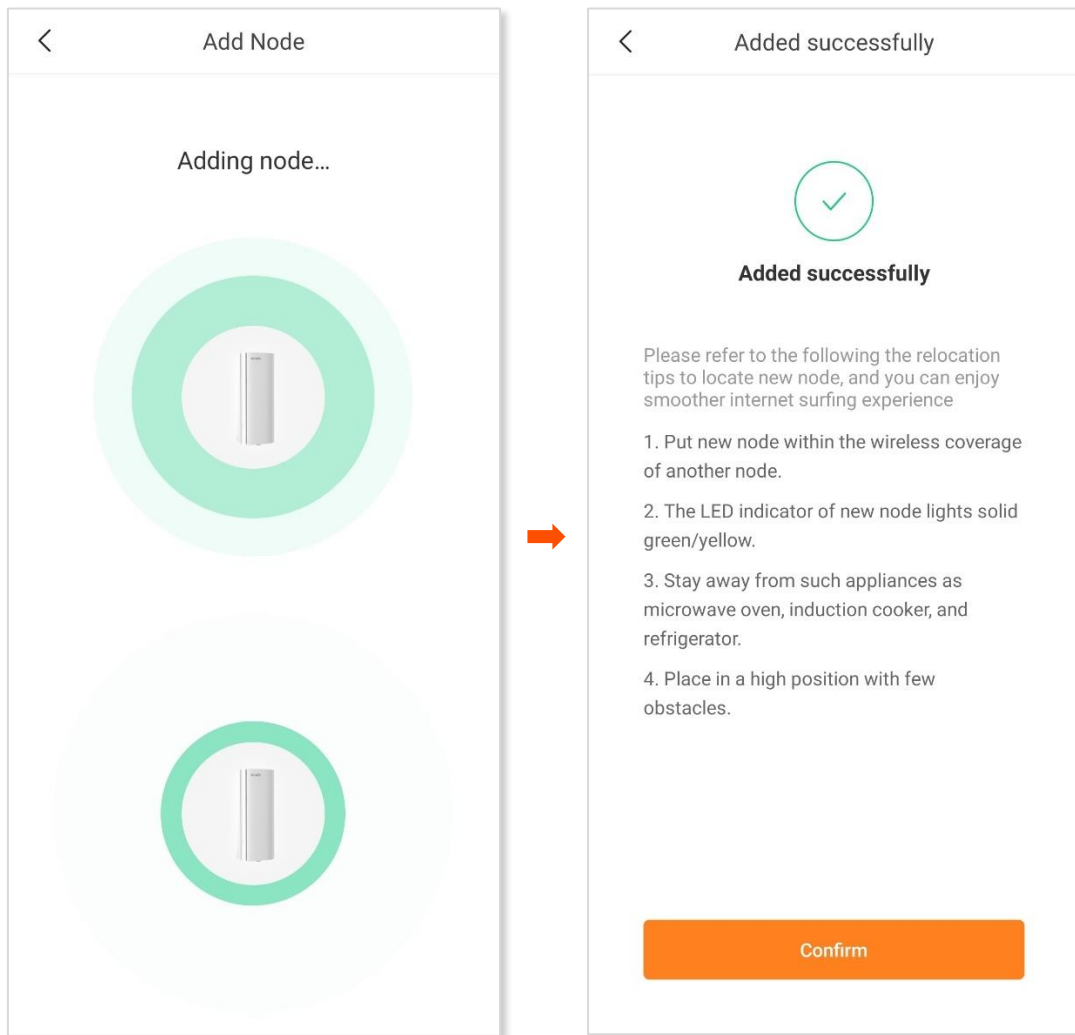 Add Node
Adding node...
Added successfully
Added successfully
Please refer to the following the relocation
tips to locate new node, and you can enjoy
smoother internet surfing experience
1. Put new node within the wireless coverage
of another node.
2. The LED indicator of new node lights solid
green/yellow.
3. Stay away from such appliances as
microwave oven, induction cooker, and
refrigerator.
4. Place in a high position with few
obstacles.
Confirm